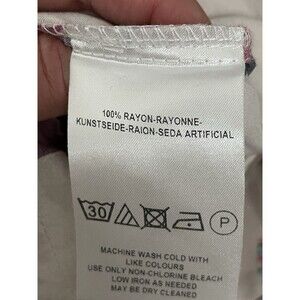 100% RAYON-RAYONNE-
KUNSTSEIDE-RAION-SEDA ARTIFICIAL
30
P
MACHINE WASH COLD WITH
LIKE COLOURS
USE ONLY NON-CHLORINE BLEACH
LOW IRON AS NEEDED
MAY BE DRY CLEANED